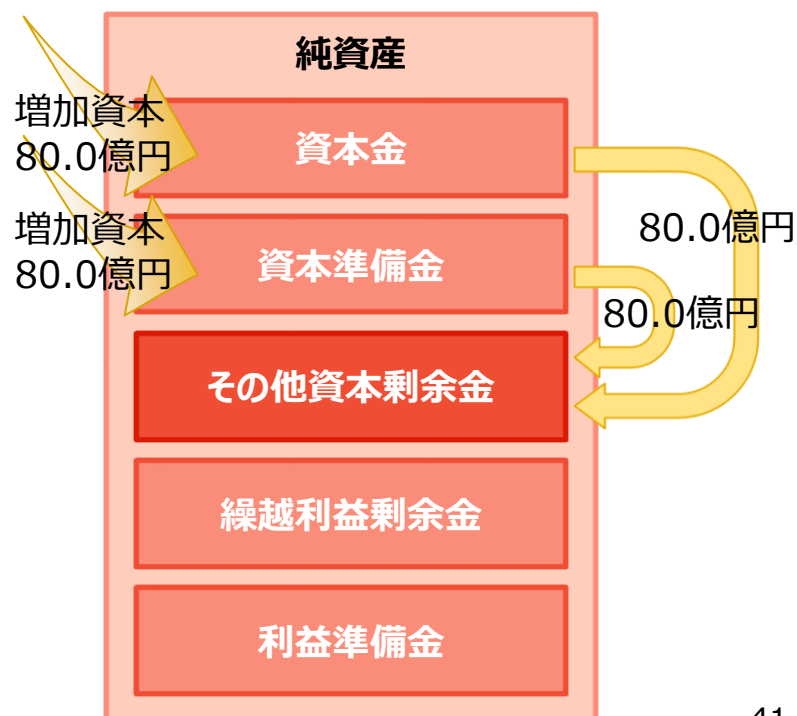 純資産
増加資本
80.0億円
資本金
増加資本
80.0億円
資本準備金
80.0億円
80.0億円
その他資本剰余金
繰越利益剰余金
利益準備金
41